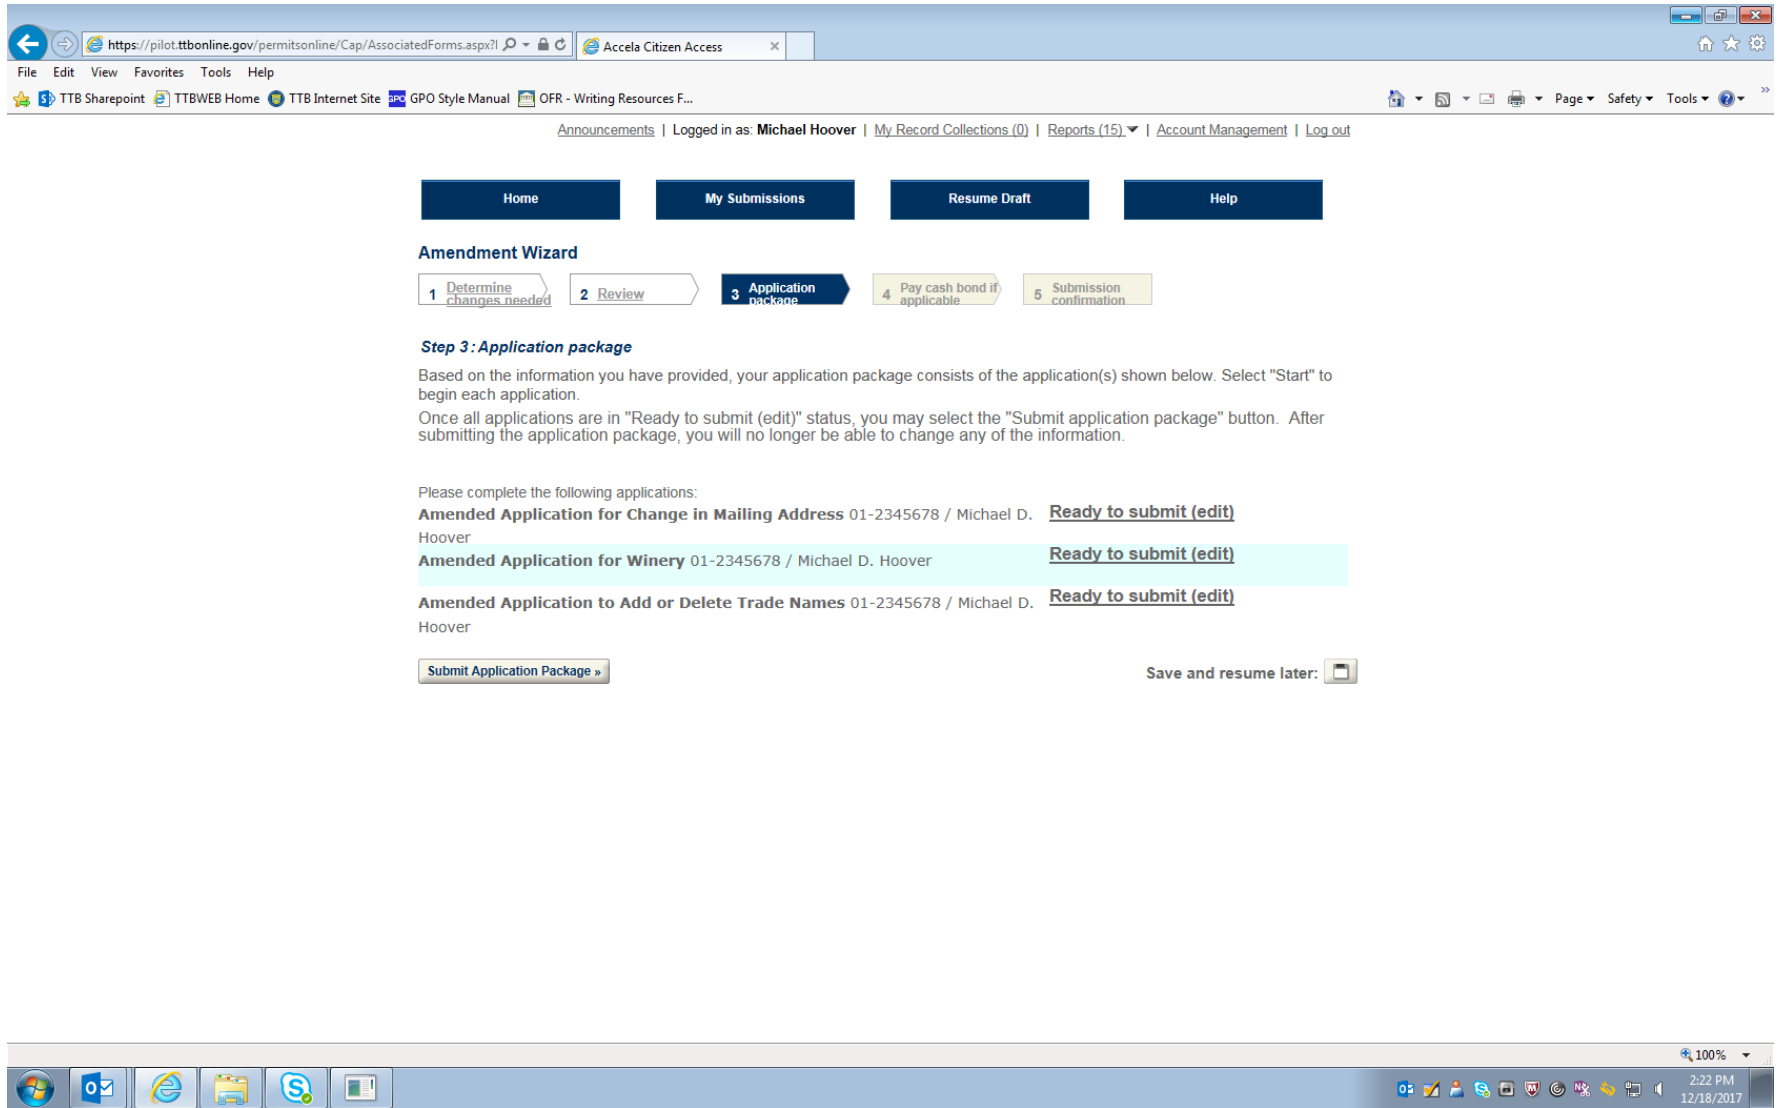 https://pilot.ttbonline.gov/permitsonline/Cap/AssociatedForms.aspx?l
Accela Citizen Access
File Edit View Favorites Tools Help
TTB Sharepoint TTBWEB Home TTB Internet Site GPO GPO Style Manual OFR - Writing Resources F...
Page Safety Tools
Announcements | Logged in as: Michael Hoover | My Record Collections (0) | Reports (15) | Account Management | Log out
Home My Submissions Resume Draft Help
Amendment Wizard
1 Determine changes needed 2 Review 3 Application package 4 Pay cash bond if applicable 5 Submission confirmation
Step 3: Application package
Based on the information you have provided, your application package consists of the application(s) shown below. Select "Start" to
begin each application.
Once all applications are in "Ready to submit (edit)" status, you may select the "Submit application package" button. After
submitting the application package, you will no longer be able to change any of the information.
Please complete the following applications:
Amended Application for Change in Mailing Address 01-2345678 / Michael D. Ready to submit (edit)
Hoover
Amended Application for Winery 01-2345678 / Michael D. Hoover Ready to submit (edit)
Amended Application to Add or Delete Trade Names 01-2345678 / Michael D. Ready to submit (edit)
Hoover
Submit Application Package » Save and resume later:
100%
2:22 PM
12/18/2017